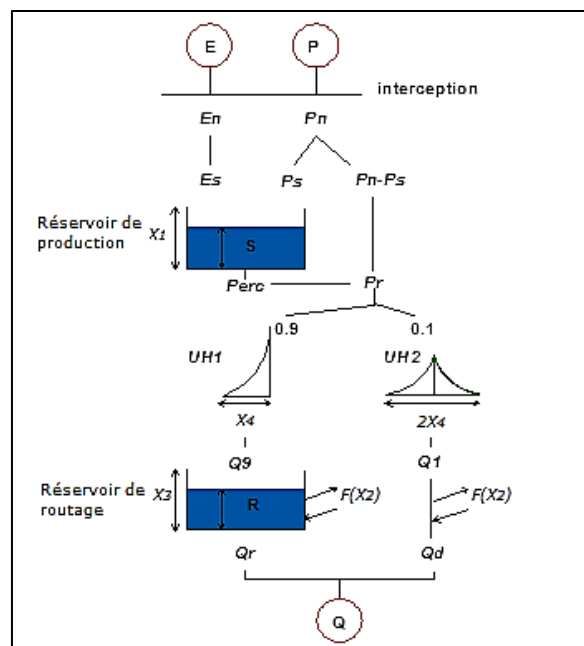 E P
interception
En Pn
Es Ps Pn-Ps
Réservoir de
production
X1
S
Perc Pr
0.9 0.1
UH1 UH2
X4 2X4
Q9 Q1
Réservoir de
routage
X3
R F(X2) F(X2)
Qr Qd
Q